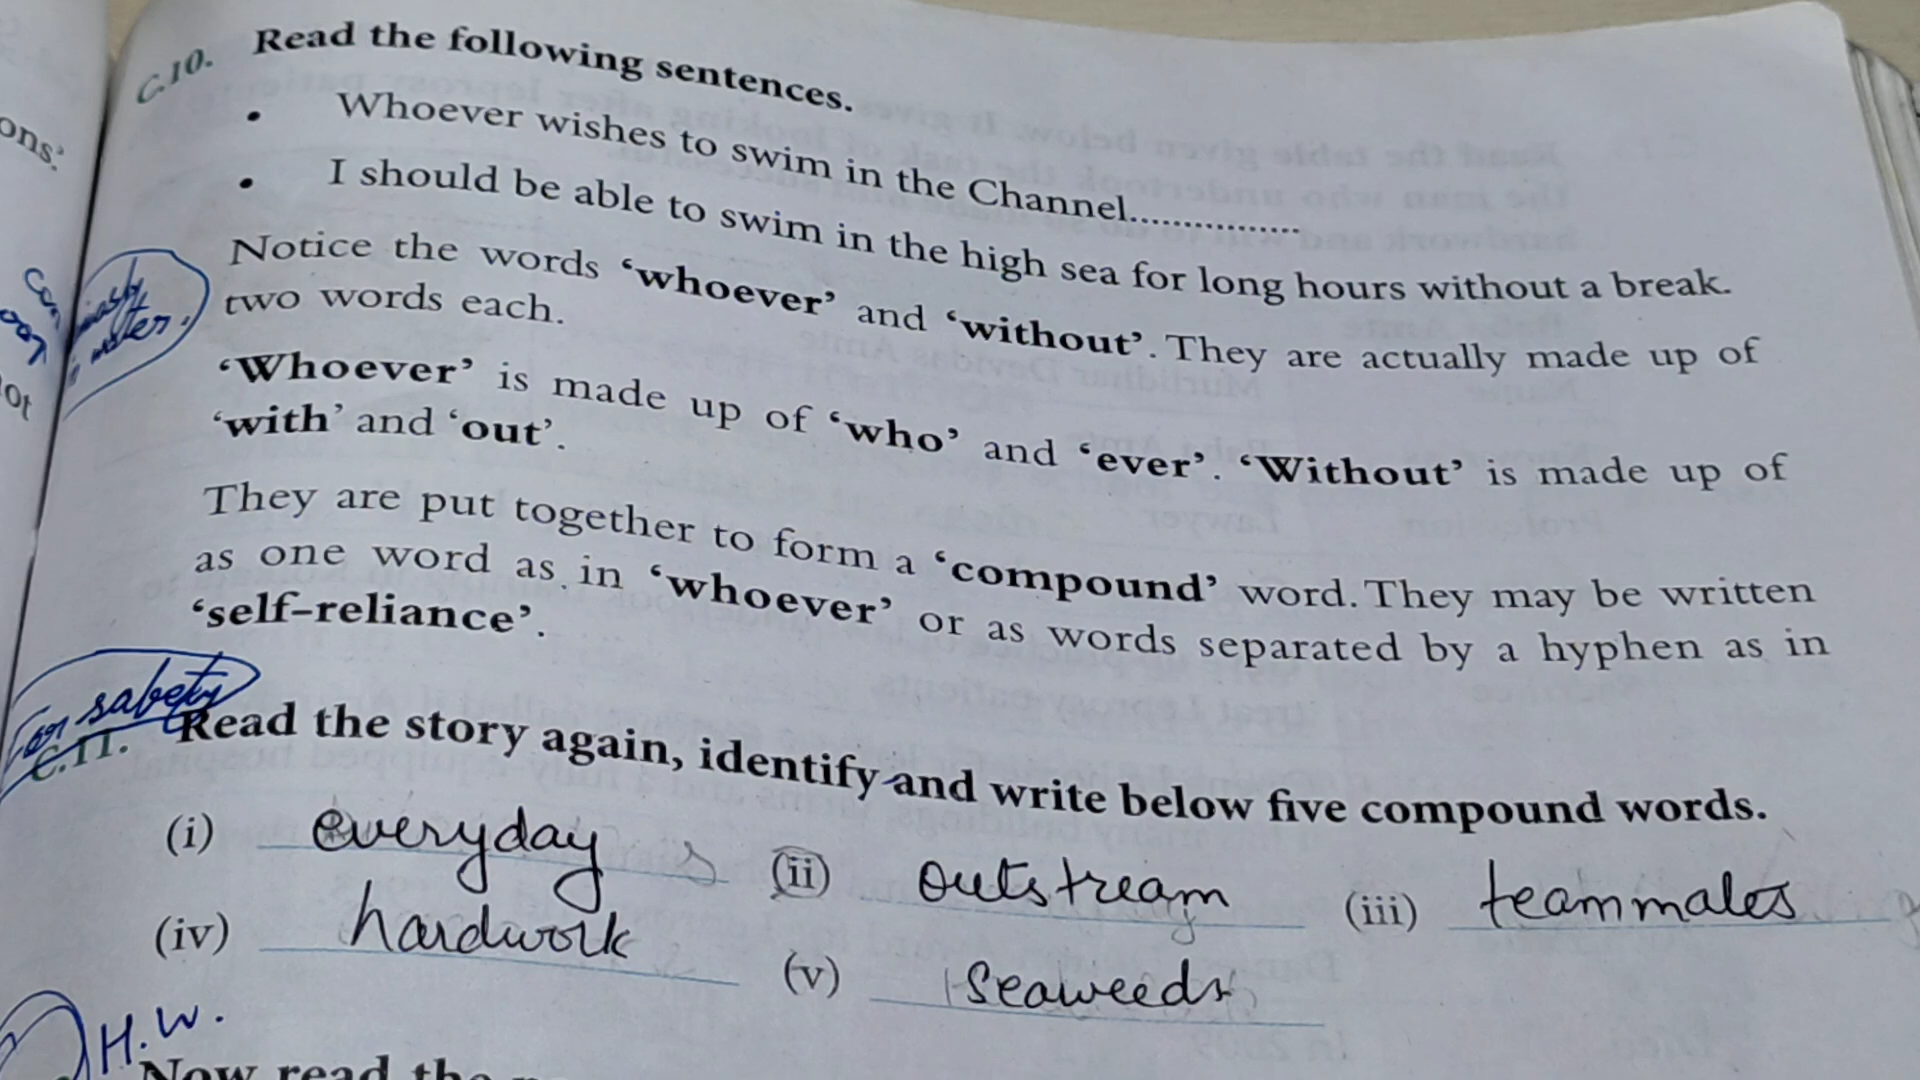 C.10. Read the following sentences.
• Whoever wishes to swim in the Channel...............
• I should be able to swim in the high sea for long hours without a break.
Notice the words ‘whoever’ and ‘without’. They are actually made up of
two words each.
‘Whoever’ is made up of ‘who’ and ‘ever’. ‘Without’ is made up of
‘with’ and ‘out’.
They are put together to form a ‘compound’ word. They may be written
as one word as in ‘whoever’ or as words separated by a hyphen as in
‘self-reliance’.
C.11. Read the story again, identify and write below five compound words.
(i) everyday (ii) outstream (iii) teammates
(iv) hardwork (v) seaweeds
H.W.
Now read the
ons:
ot